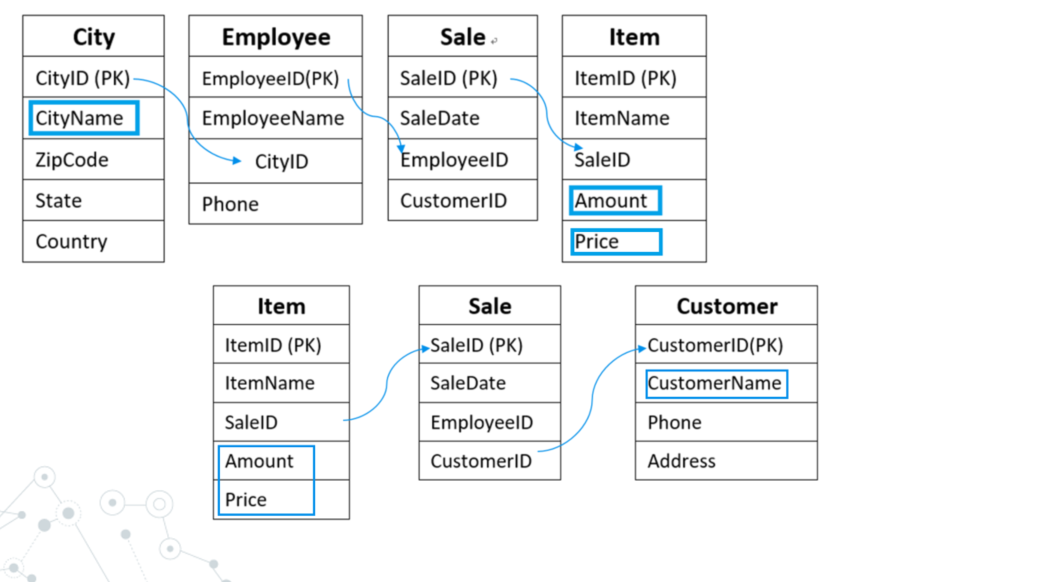 City
CityID (PK)
CityName
ZipCode
State
Country
Employee
EmployeeID(PK)
EmployeeName
CityID
Phone
Sale
SaleID (PK)
SaleDate
EmployeeID
CustomerID
Item
ItemID (PK)
ItemName
SaleID
Amount
Price
Item
ItemID (PK)
ItemName
SaleID
Amount
Price
Sale
SaleID (PK)
SaleDate
EmployeeID
CustomerID
Customer
CustomerID(PK)
CustomerName
Phone
Address